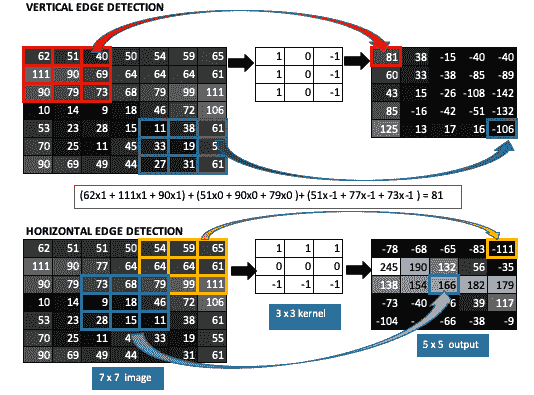 VERTICAL EDGE DETECTION
62 51 40 50 54 59 65 1 0 -1 81 38 -15 -40 -40
111 90 69 64 64 64 61 1 0 -1 60 33 -38 -85 -89
90 79 73 68 79 99 111 1 0 -1 43 15 -26 -108 -142
10 14 9 18 46 72 106 85 -16 -42 -51 -132
53 23 28 15 11 38 61 125 13 17 16 -106
70 25 11 45 33 19 5
90 69 49 44 27 31 61
(62x1 + 111x1 + 90x1) + (51x0 + 90x0 + 79x0 )+ (51x-1 + 77x-1 + 73x-1 ) = 81
HORIZONTAL EDGE DETECTION
62 51 51 50 54 59 65 1 1 1 -78 -68 -65 -83 -111
111 90 77 64 64 64 61 0 0 0 245 190 132 56 -35
90 79 73 68 79 99 111 -1 -1 -1 138 154 166 182 179
10 14 9 18 46 72 106 -73 -40 6 39 117
53 23 28 15 11 38 61 3 x 3 kernel -104 -66 -38 -9
70 25 11 4 33 19 55 5 x 5 output
90 69 49 44 31 61
7 x 7 image